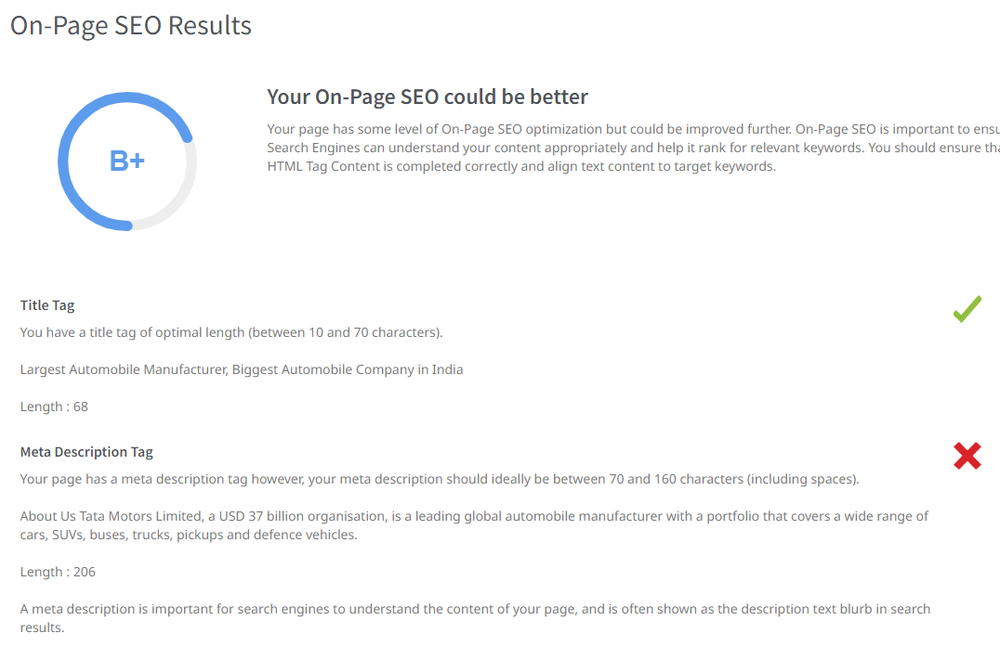 On-Page SEO Results
B+
Your On-Page SEO could be better
Your page has some level of On-Page SEO optimization but could be improved further. On-Page SEO is important to
Search Engines can understand your content appropriately and help it rank for relevant keywords. You should ensure
HTML Tag Content is completed correctly and align text content to target keywords.
Title Tag
You have a title tag of optimal length (between 10 and 70 characters).
Largest Automobile Manufacturer, Biggest Automobile Company in India
Length : 68
Meta Description Tag
Your page has a meta description tag however, your meta description should ideally be between 70 and 160 characters (including spaces).
About Us Tata Motors Limited, a USD 37 billion organisation, is a leading global automobile manufacturer with a portfolio that covers a wide range of
cars, SUVs, buses, trucks, pickups and defence vehicles.
Length : 206
A meta description is important for search engines to understand the content of your page, and is often shown as the description text blurb in search
results.